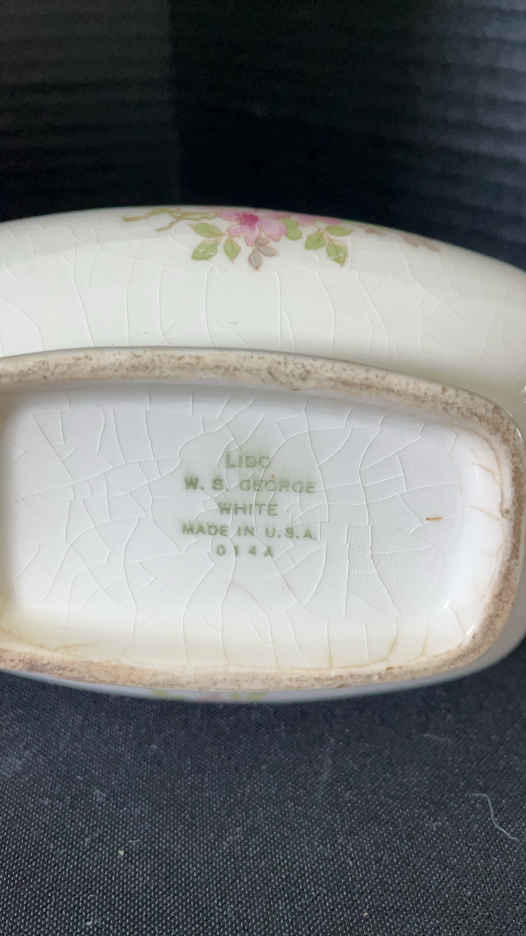 LIDO
W. S. GEORGE
WHITE
MADE IN U.S.A.
014A